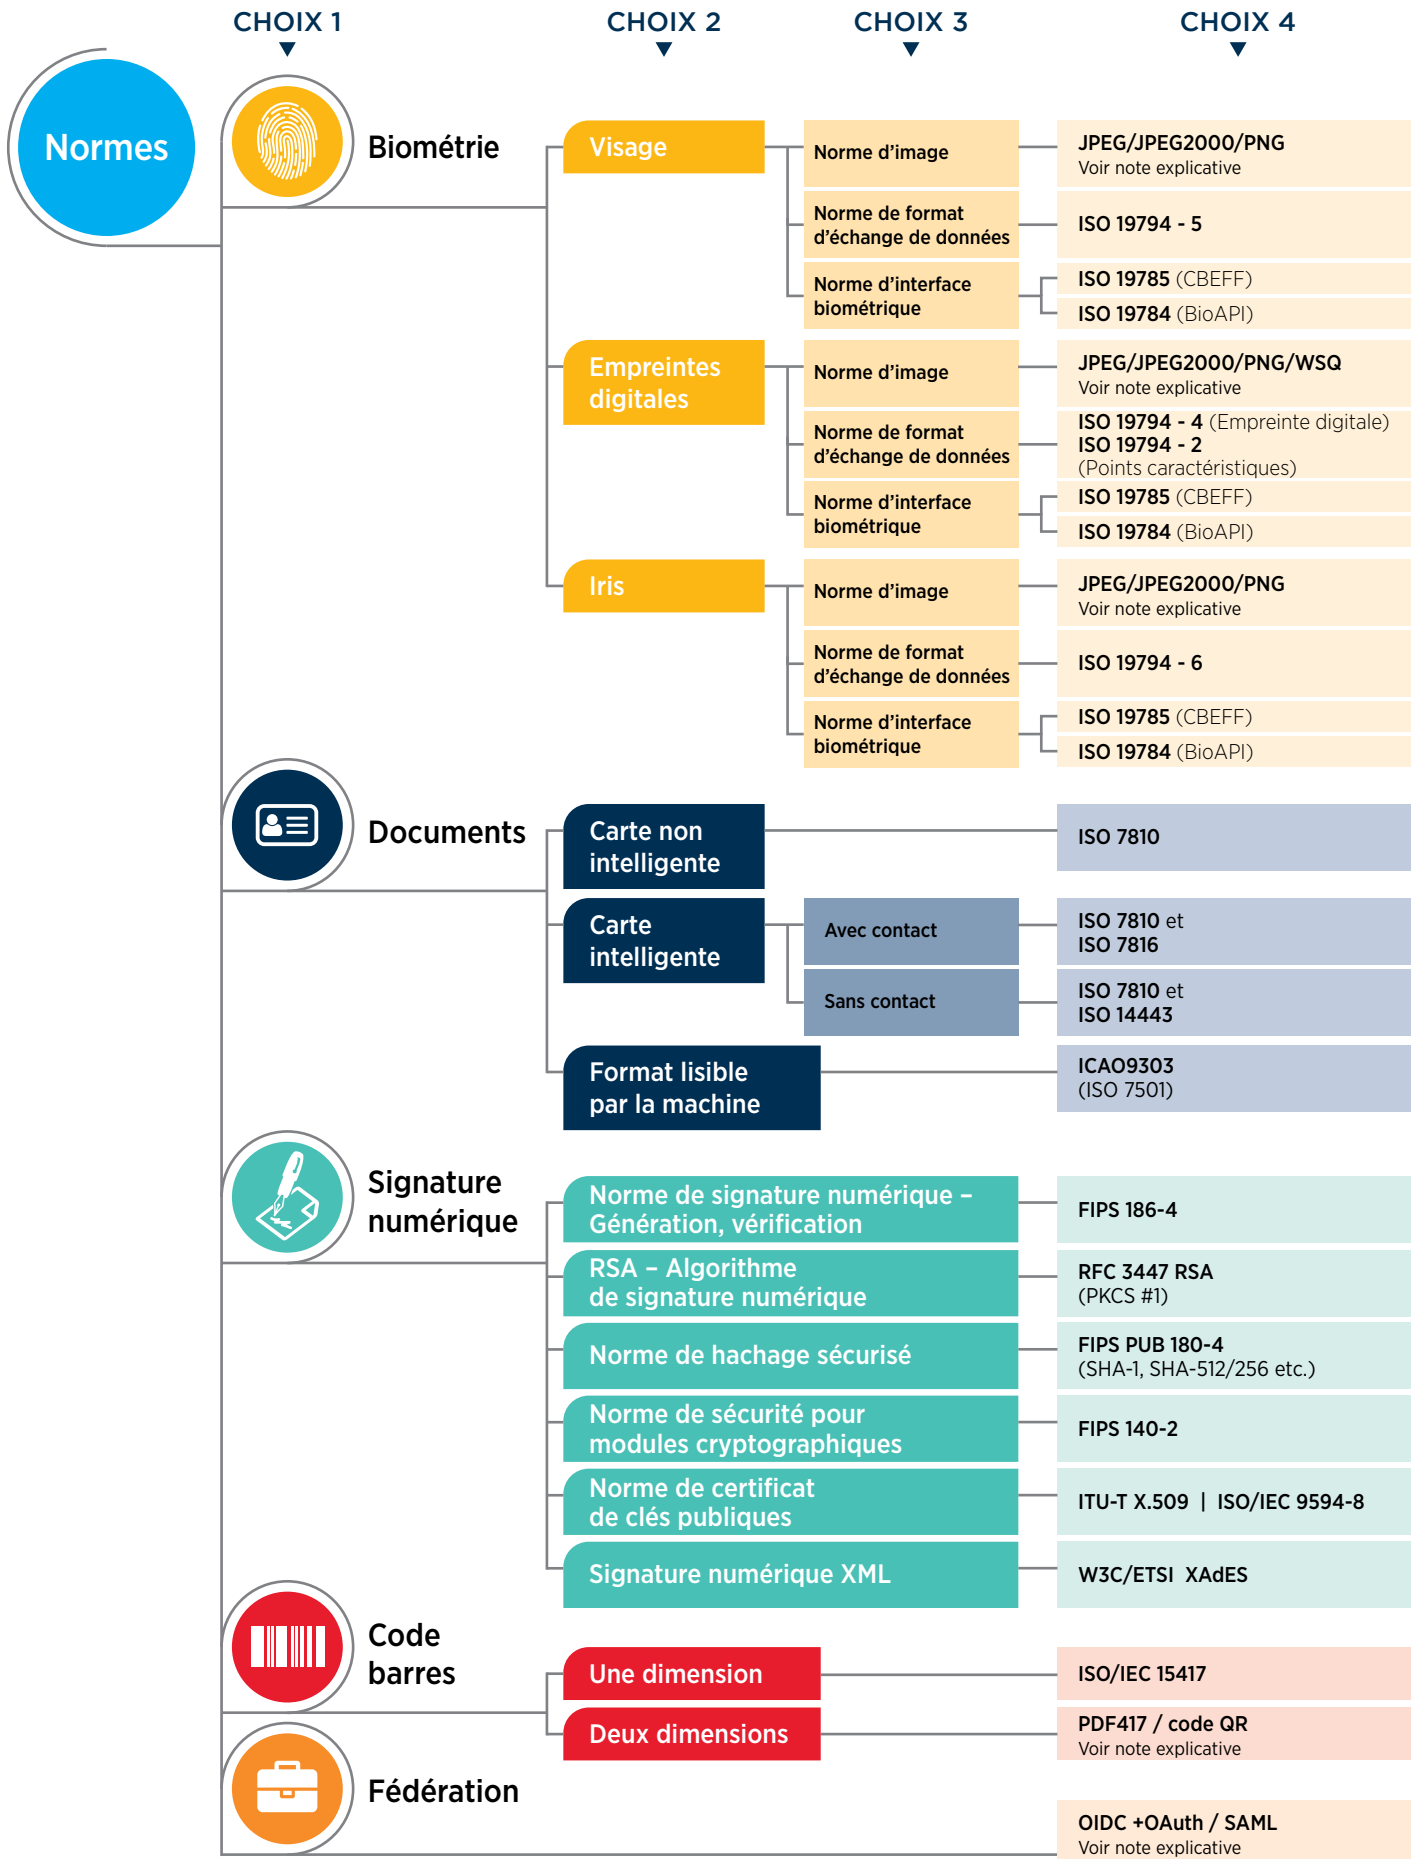 CHOIX 1
CHOIX 2
CHOIX 3
CHOIX 4
Normes
Biométrie
Visage
Norme d’image
JPEG/JPEG2000/PNG
Voir note explicative
Norme de format
d’échange de données
ISO 19794 - 5
Norme d’interface
biométrique
ISO 19785 (CBEFF)
ISO 19784 (BioAPI)
Empreintes
digitales
Norme d’image
JPEG/JPEG2000/PNG/WSQ
Voir note explicative
Norme de format
d’échange de données
ISO 19794 - 4 (Empreinte digitale)
ISO 19794 - 2
(Points caractéristiques)
Norme d’interface
biométrique
ISO 19785 (CBEFF)
ISO 19784 (BioAPI)
Iris
Norme d’image
JPEG/JPEG2000/PNG
Voir note explicative
Norme de format
d’échange de données
ISO 19794 - 6
Norme d’interface
biométrique
ISO 19785 (CBEFF)
ISO 19784 (BioAPI)
Documents
Carte non
intelligente
ISO 7810
Carte
intelligente
Avec contact
ISO 7810 et
ISO 7816
Sans contact
ISO 7810 et
ISO 14443
Format lisible
par la machine
ICAO9303
(ISO 7501)
Signature
numérique
Norme de signature numérique –
Génération, vérification
FIPS 186-4
RSA – Algorithme
de signature numérique
RFC 3447 RSA
(PKCS #1)
Norme de hachage sécurisé
FIPS PUB 180-4
(SHA-1, SHA-512/256 etc.)
Norme de sécurité pour
modules cryptographiques
FIPS 140-2
Norme de certificat
de clés publiques
ITU-T X.509 | ISO/IEC 9594-8
Signature numérique XML
W3C/ETSI XAdES
Code
barres
Une dimension
ISO/IEC 15417
Deux dimensions
PDF417 / code QR
Voir note explicative
Fédération
OIDC +OAuth / SAML
Voir note explicative